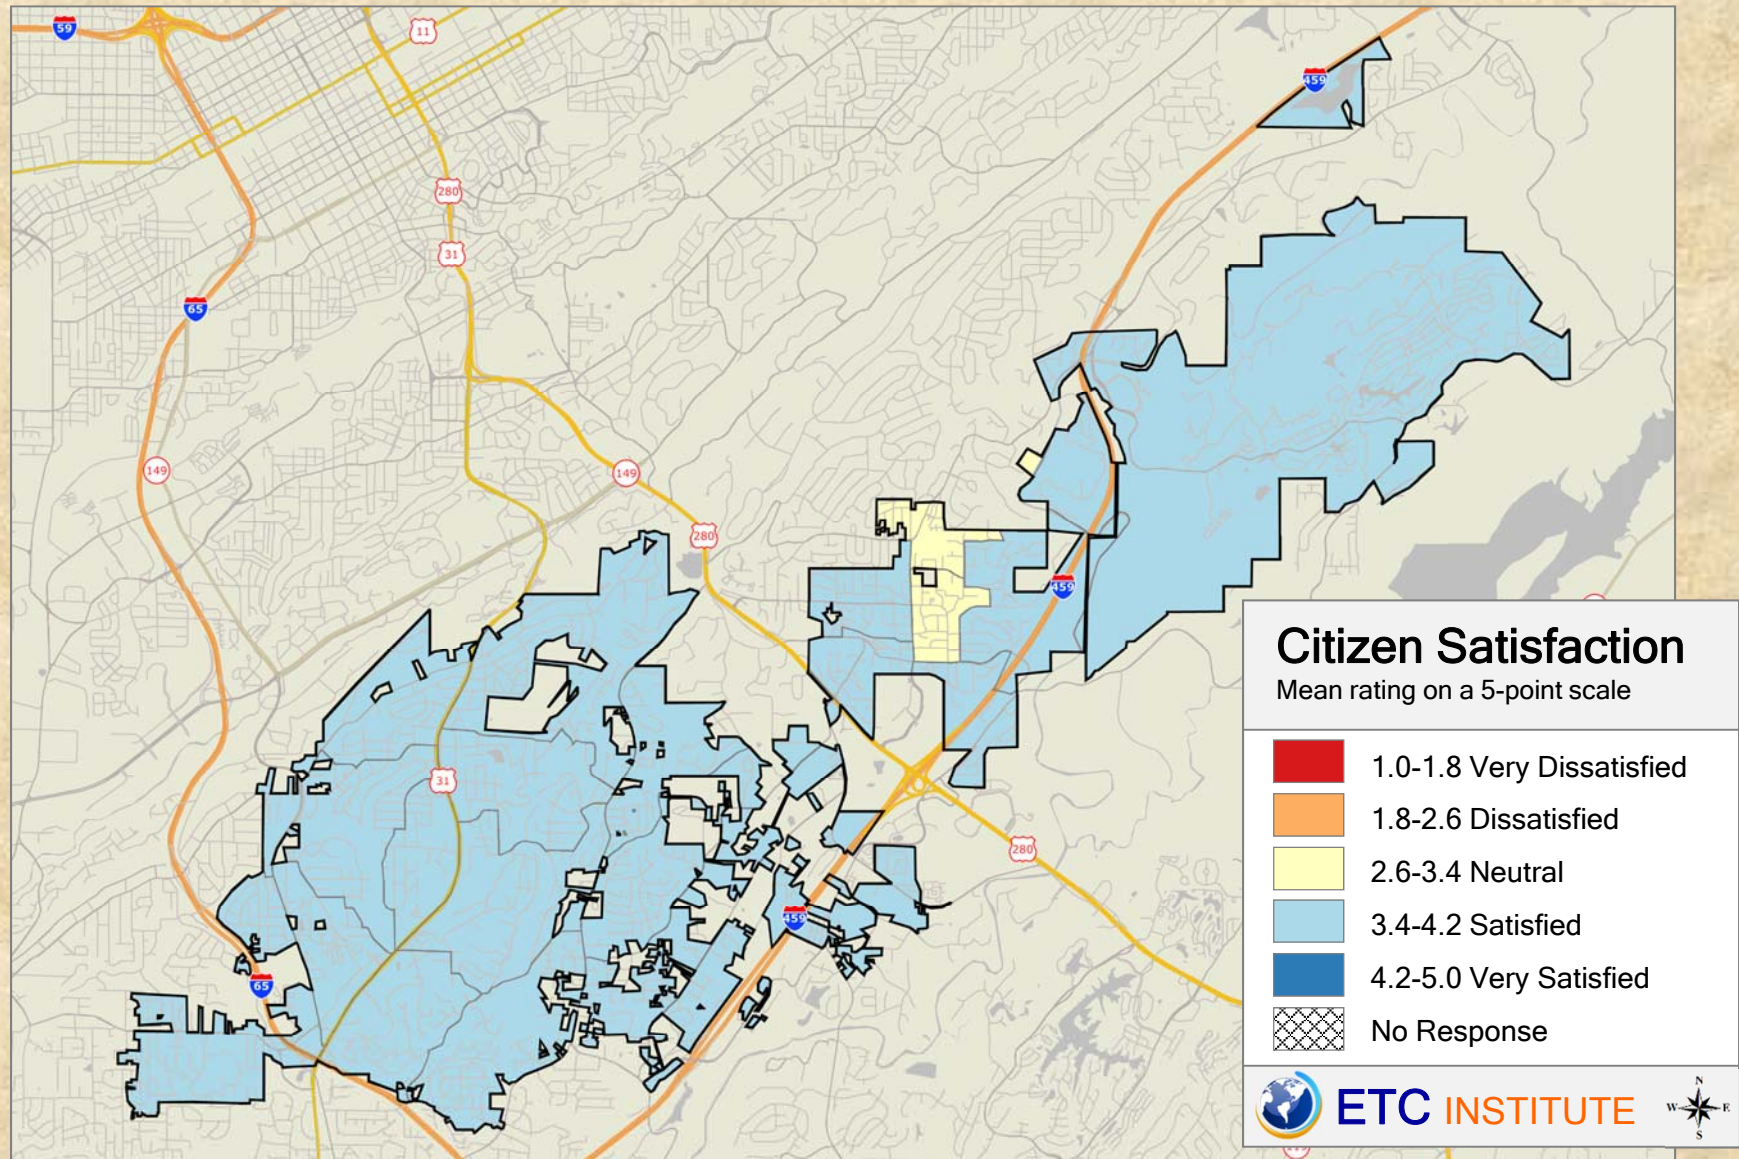 59
11
459
280
31
65
149
149
280
459
31
280
459
65
Citizen Satisfaction
Mean rating on a 5-point scale
1.0-1.8 Very Dissatisfied
1.8-2.6 Dissatisfied
2.6-3.4 Neutral
3.4-4.2 Satisfied
4.2-5.0 Very Satisfied
No Response
ETC INSTITUTE
N
W E
S